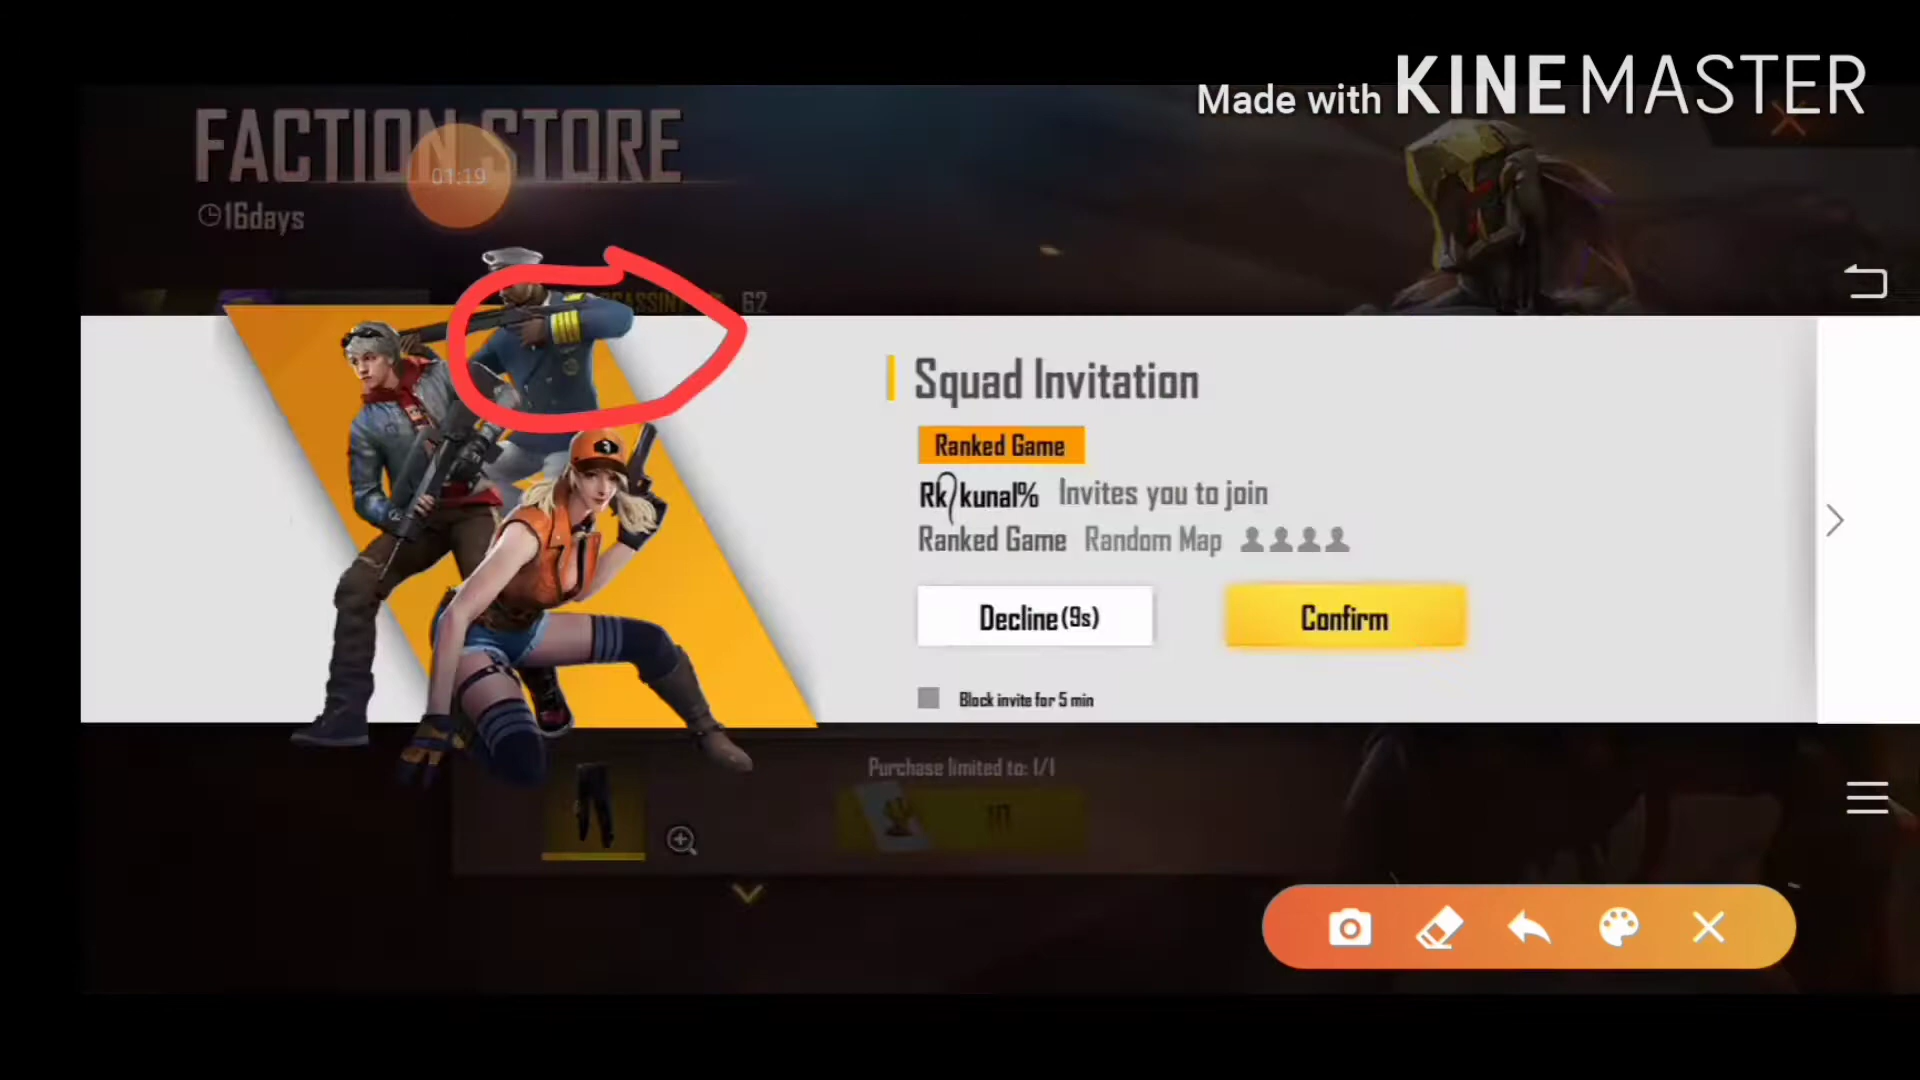 Made with KINEMASTER
FACTION STORE
01:19
16days
62
Squad Invitation
Ranked Game
Rk kunal% Invites you to join
Ranked Game Random Map
Decline(9s)
Confirm
Block invite for 5 min
Purchase limited to: 1/1